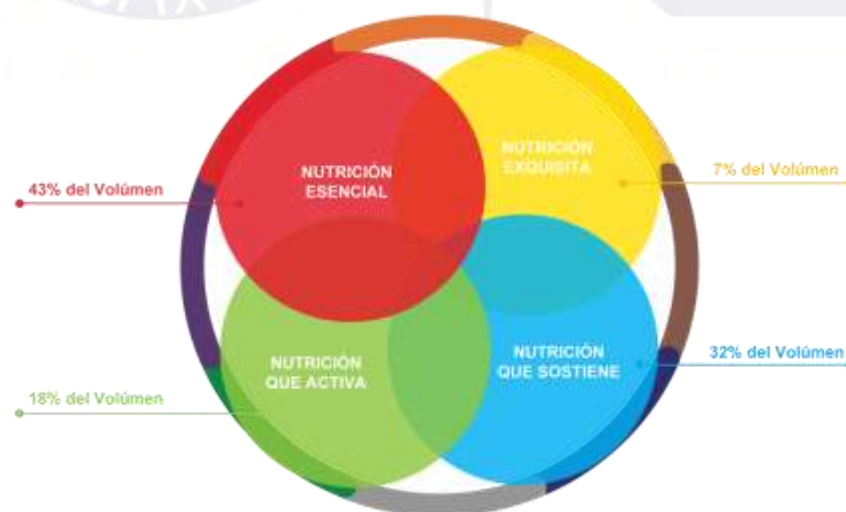 NUTRICIÓN
ESENCIAL
NUTRICIÓN
EXQUISITA
43% del Volúmen
7% del Volúmen
NUTRICIÓN
QUE ACTIVA
NUTRICIÓN
QUE SOSTIENE
18% del Volúmen
32% del Volúmen